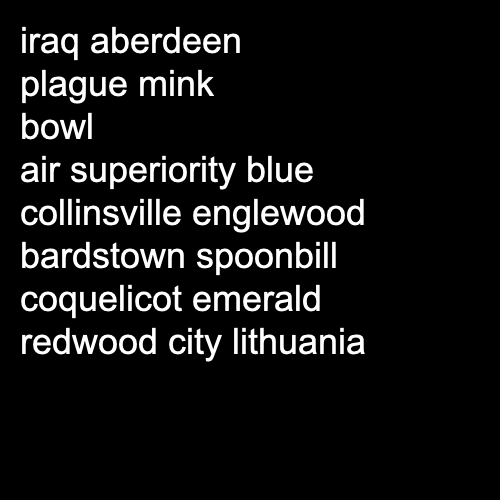 iraq aberdeen
plague mink
bowl
air superiority blue
collinsville englewood
bardstown spoonbill
coquelicot emerald
redwood city lithuania